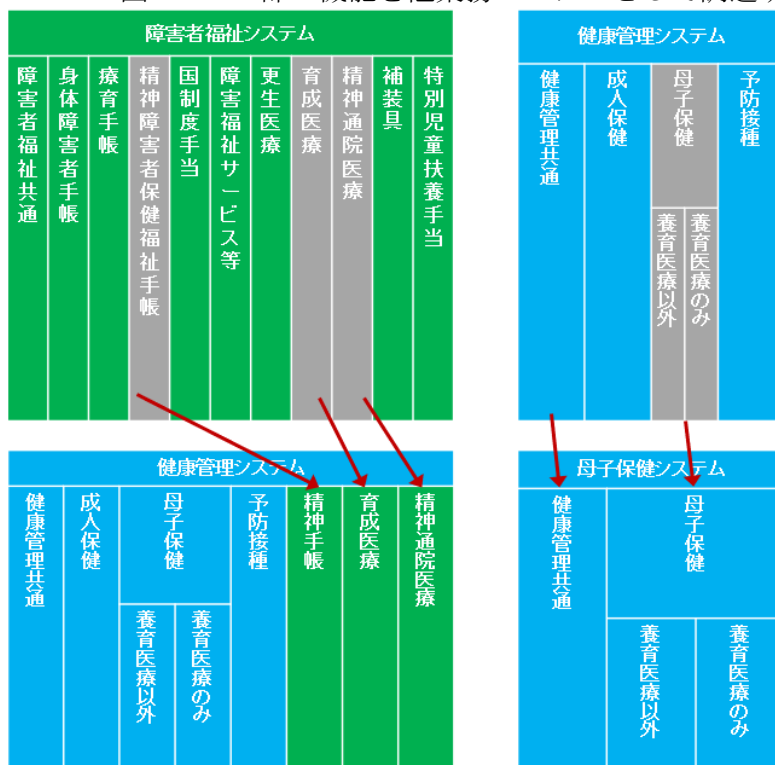 障害者福祉システム
障害者福祉共通
身体障害者手帳
療育手帳
精神障害者保健福祉手帳
国制度手当
障害福祉サービス等
更生医療
育成医療
精神通院医療
補装具
特別児童扶養手当
健康管理システム
健康管理共通
成人保健
母子保健
養育医療以外
養育医療のみ
予防接種
健康管理システム
健康管理共通
成人保健
母子保健
養育医療以外
養育医療のみ
予防接種
精神手帳
育成医療
精神通院医療
母子保健システム
健康管理共通
母子保健
養育医療以外
養育医療のみ